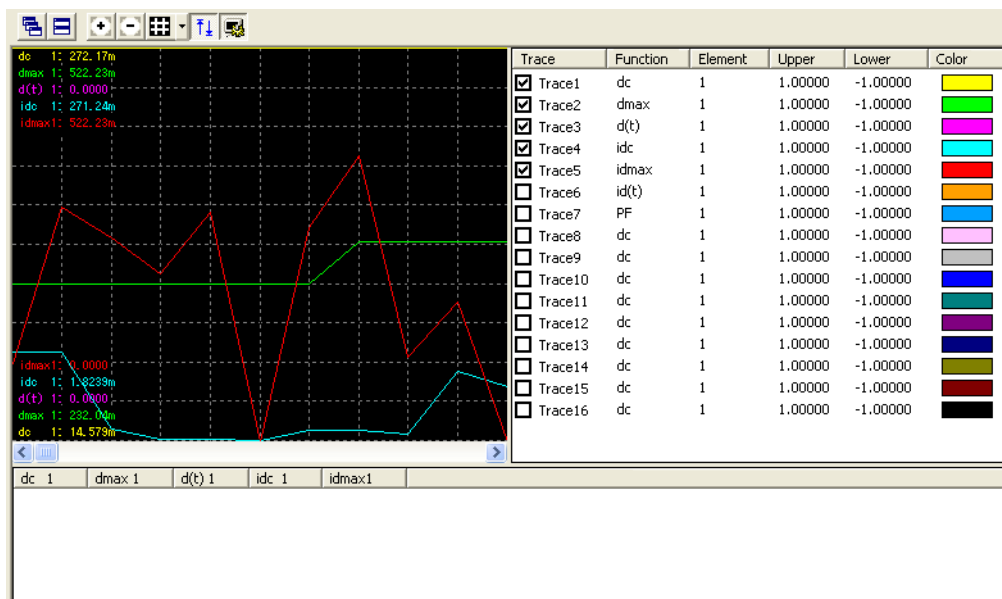 dc 1: 272.17m
dmax 1: 522.23m
d(t) 1: 0.0000
idc 1: 271.24m
idmax1: 522.23m
idmax1: 0.0000
idc 1: 1.8239m
d(t) 1: 0.0000
dmax 1: 232.04m
dc 1: 14.579m
Trace Function Element Upper Lower Color
Trace1 dc 1 1.00000 -1.00000
Trace2 dmax 1 1.00000 -1.00000
Trace3 d(t) 1 1.00000 -1.00000
Trace4 idc 1 1.00000 -1.00000
Trace5 idmax 1 1.00000 -1.00000
Trace6 id(t) 1 1.00000 -1.00000
Trace7 PF 1 1.00000 -1.00000
Trace8 dc 1 1.00000 -1.00000
Trace9 dc 1 1.00000 -1.00000
Trace10 dc 1 1.00000 -1.00000
Trace11 dc 1 1.00000 -1.00000
Trace12 dc 1 1.00000 -1.00000
Trace13 dc 1 1.00000 -1.00000
Trace14 dc 1 1.00000 -1.00000
Trace15 dc 1 1.00000 -1.00000
Trace16 dc 1 1.00000 -1.00000
dc 1 dmax 1 d(t) 1 idc 1 idmax1